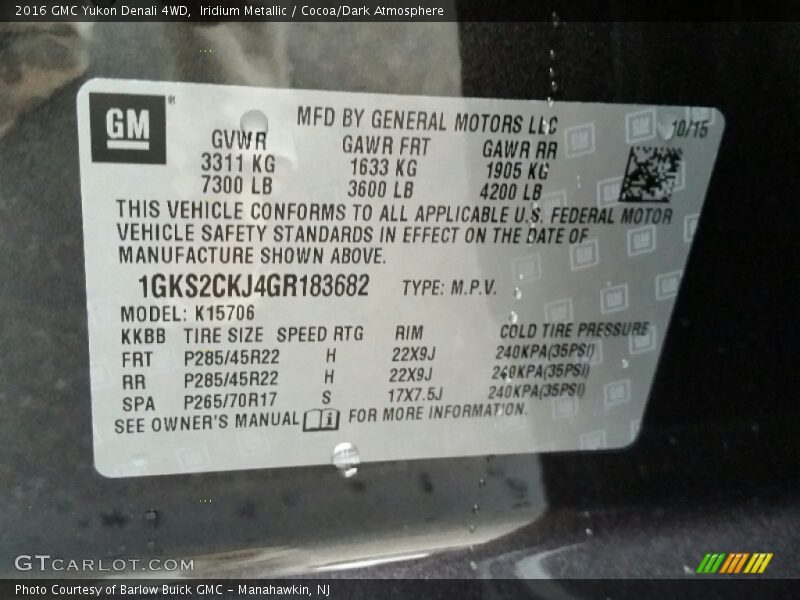 2016 GMC Yukon Denali 4WD, Iridium Metallic / Cocoa/Dark Atmosphere
GM ®
MFD BY GENERAL MOTORS LLC
10/15
GVWR GAWR FRT GAWR RR
3311 KG 1633 KG 1905 KG
7300 LB 3600 LB 4200 LB
THIS VEHICLE CONFORMS TO ALL APPLICABLE U.S. FEDERAL MOTOR
VEHICLE SAFETY STANDARDS IN EFFECT ON THE DATE OF
MANUFACTURE SHOWN ABOVE.
1GKS2CKJ4GR183682 TYPE: M.P.V.
MODEL: K15706
KKBB TIRE SIZE SPEED RTG RIM COLD TIRE PRESSURE
FRT P285/45R22 H 22X9J 240KPA(35PSI)
RR P285/45R22 H 22X9J 240KPA(35PSI)
SPA P265/70R17 S 17X7.5J 240KPA(35PSI)
SEE OWNER'S MANUAL i FOR MORE INFORMATION.
GTCARLOT.COM
Photo Courtesy of Barlow Buick GMC - Manahawkin, NJ